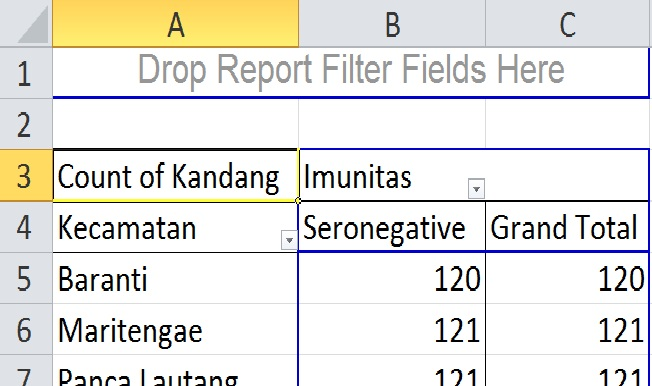 A B C
1 Drop Report Filter Fields Here
2
3 Count of Kandang Imunitas
4 Kecamatan Seronegative Grand Total
5 Baranti 120 120
6 Maritengae 121 121
7 Panca Lautang 121 121